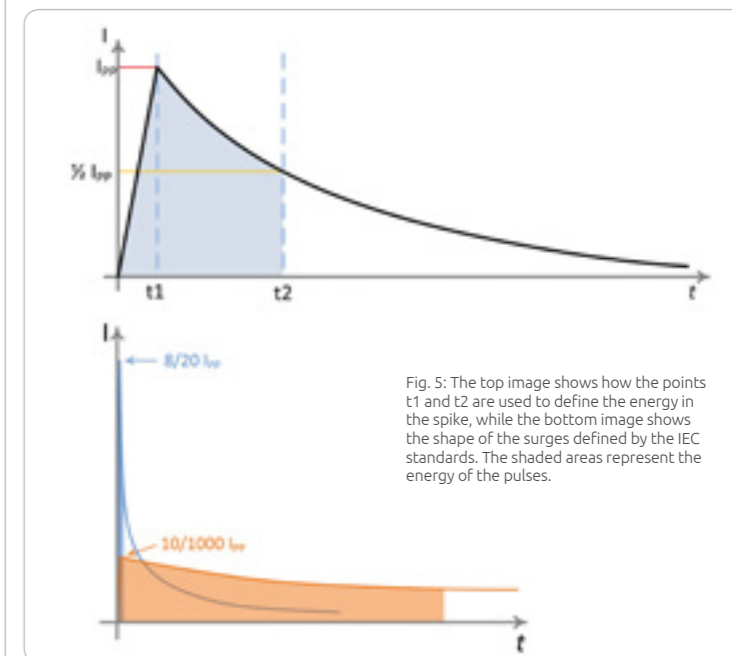 I
Ipp
½ Ipp
t1 t2 t
I
8/20 Ipp
Fig. 5: The top image shows how the points
t1 and t2 are used to define the energy in
the spike, while the bottom image shows
the shape of the surges defined by the IEC
standards. The shaded areas represent the
energy of the pulses.
10/1000 Ipp
t